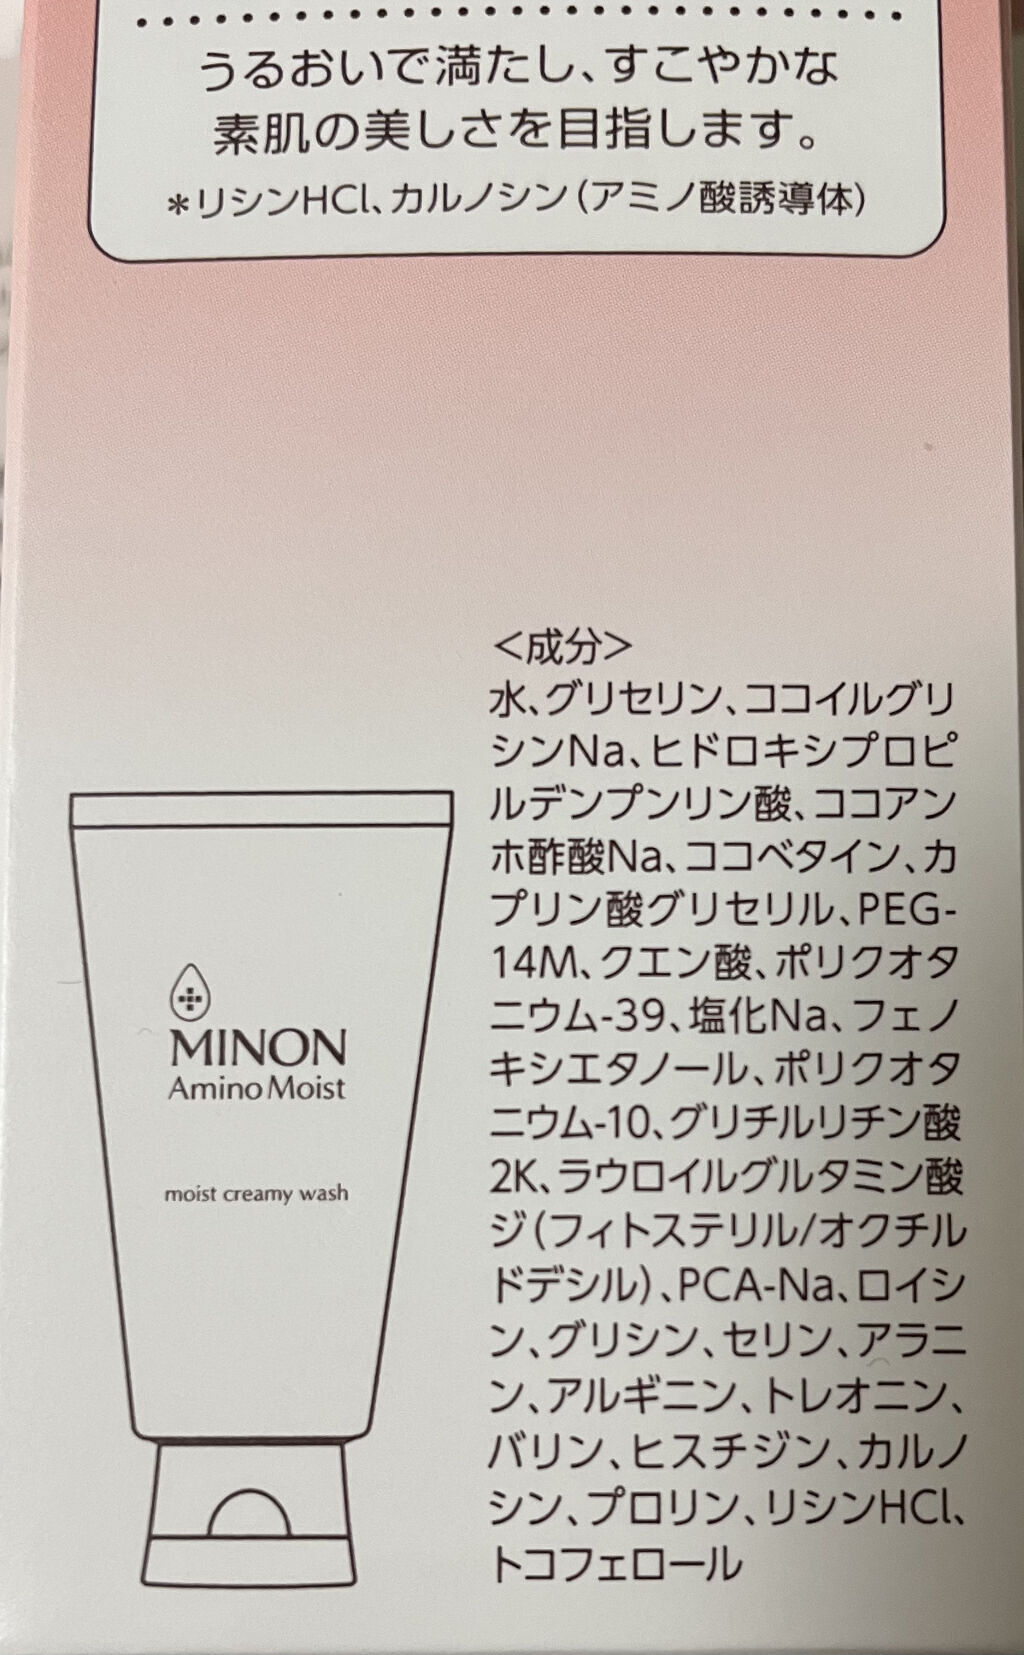 うるおいで満たし、すこやかな
素肌の美しさを目指します。
*リシンHCl、カルノシン(アミノ酸誘導体)
MINON
Amino Moist
moist creamy wash
<成分>
水、グリセリン、ココイルグリ
シンNa、ヒドロキシプロピ
ルデンプンリン酸、ココアン
ホ酢酸Na、ココベタイン、カ
プリン酸グリセリル、PEG-
14M、クエン酸、ポリクオタ
ニウム-39、塩化Na、フェノ
キシエタノール、ポリクオタ
ニウム-10、グリチルリチン酸
2K、ラウロイルグルタミン酸
ジ(フィトステリル/オクチル
ドデシル)、PCA-Na、ロイシ
ン、グリシン、セリン、アラニ
ン、アルギニン、トレオニン、
バリン、ヒスチジン、カルノ
シン、プロリン、リシンHCl、
トコフェロール